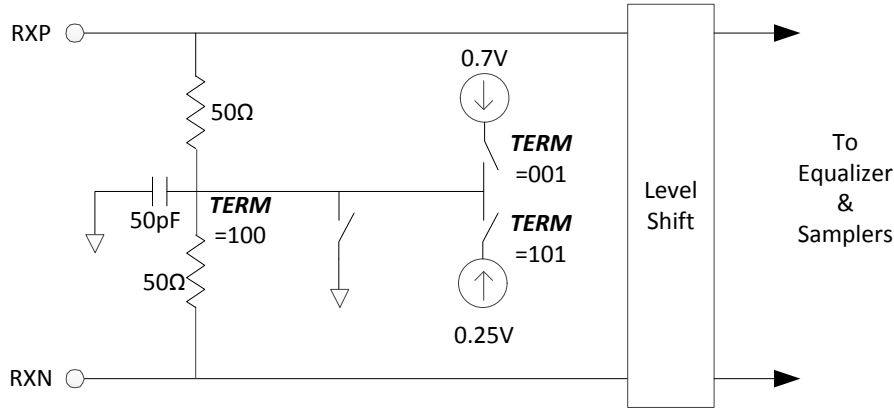 RXP
0.7V
50Ω
TERM
=001
To
Equalizer
&
Samplers
Level
Shift
50pF
TERM
=100
TERM
=101
50Ω
0.25V
RXN